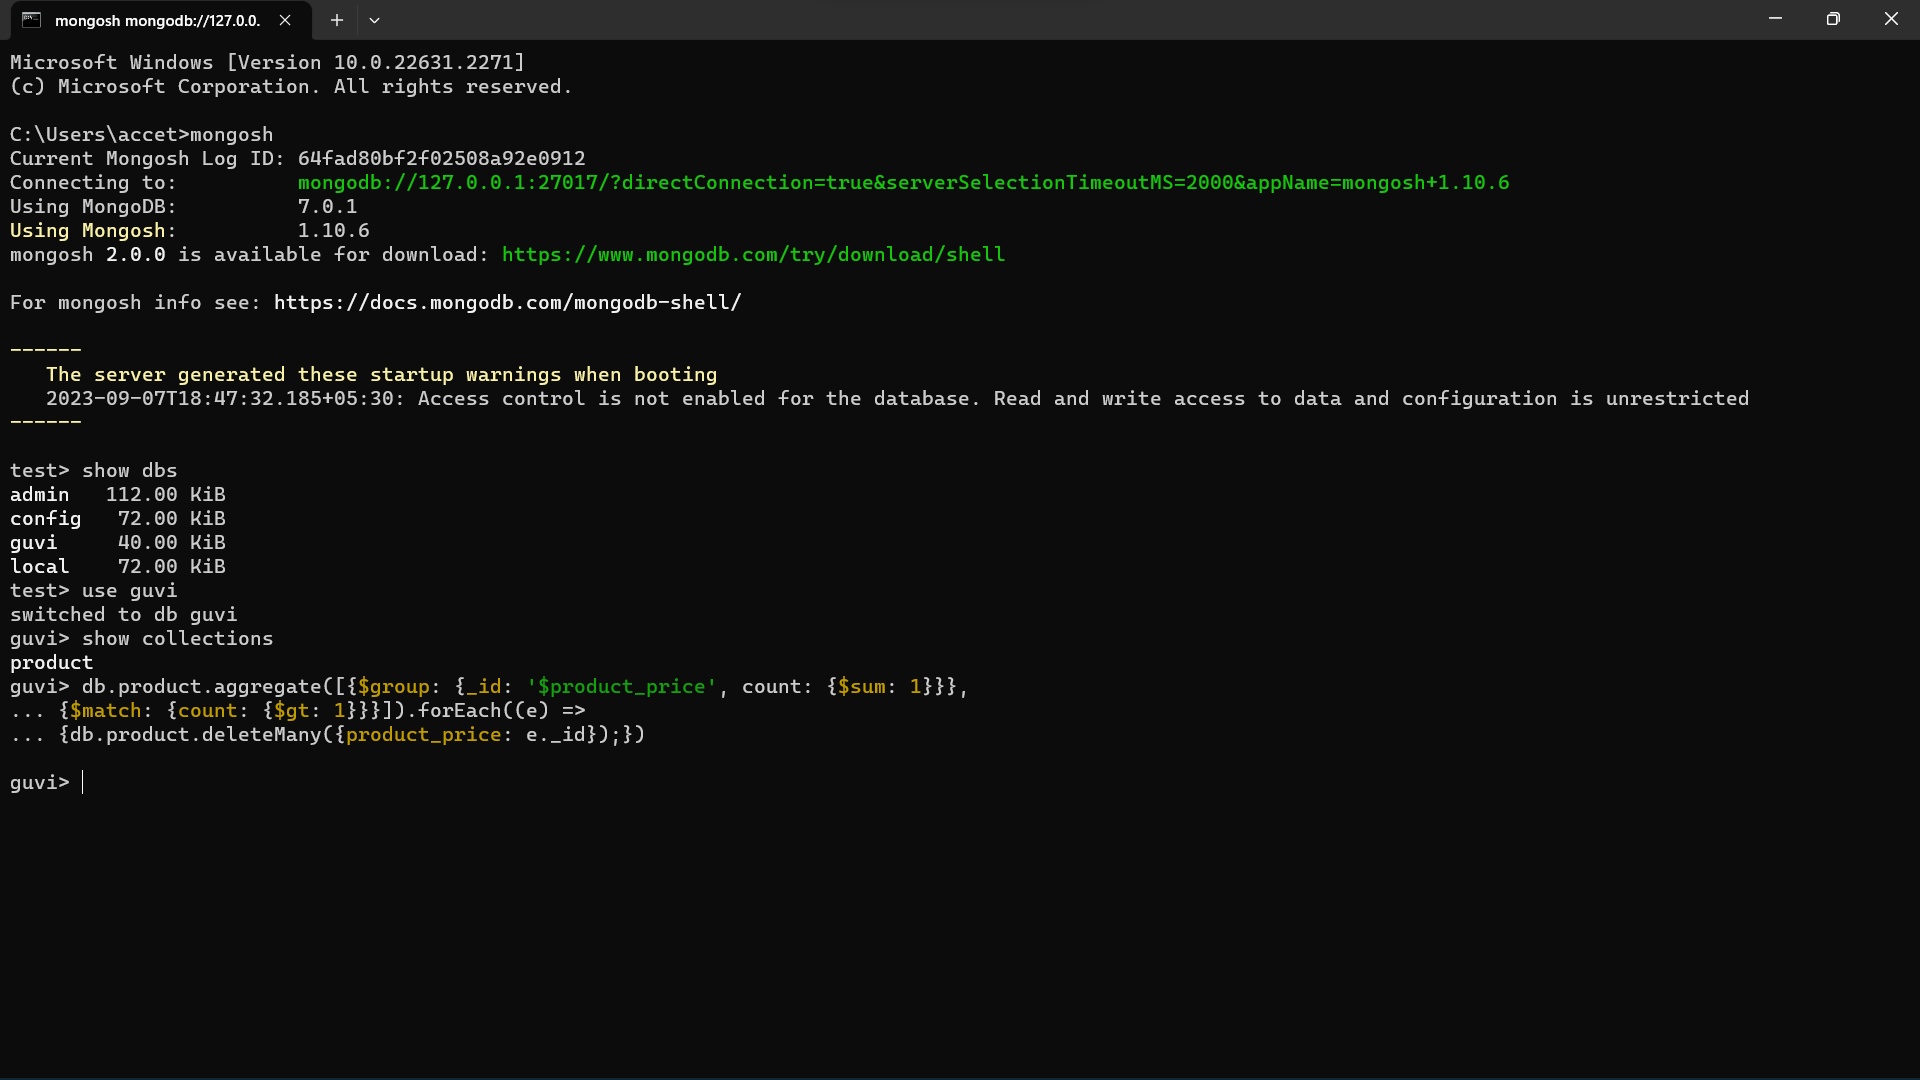 mongosh mongodb://127.0.0.
Microsoft Windows [Version 10.0.22631.2271]
(c) Microsoft Corporation. All rights reserved.
C:\Users\accet>mongosh
Current Mongosh Log ID: 64fad80bf2f02508a92e0912
Connecting to:          mongodb://127.0.0.1:27017/?directConnection=true&serverSelectionTimeoutMS=2000&appName=mongosh+1.10.6
Using MongoDB:          7.0.1
Using Mongosh:          1.10.6
mongosh 2.0.0 is available for download: https://www.mongodb.com/try/download/shell
For mongosh info see: https://docs.mongodb.com/mongodb-shell/
------
   The server generated these startup warnings when booting
   2023-09-07T18:47:32.185+05:30: Access control is not enabled for the database. Read and write access to data and configuration is unrestricted
------
test> show dbs
admin   112.00 KiB
config   72.00 KiB
guvi     40.00 KiB
local    72.00 KiB
test> use guvi
switched to db guvi
guvi> show collections
product
guvi> db.product.aggregate([{$group: {_id: '$product_price', count: {$sum: 1}}},
... {$match: {count: {$gt: 1}}}]).forEach((e) =>
... {db.product.deleteMany({product_price: e._id});})
guvi>